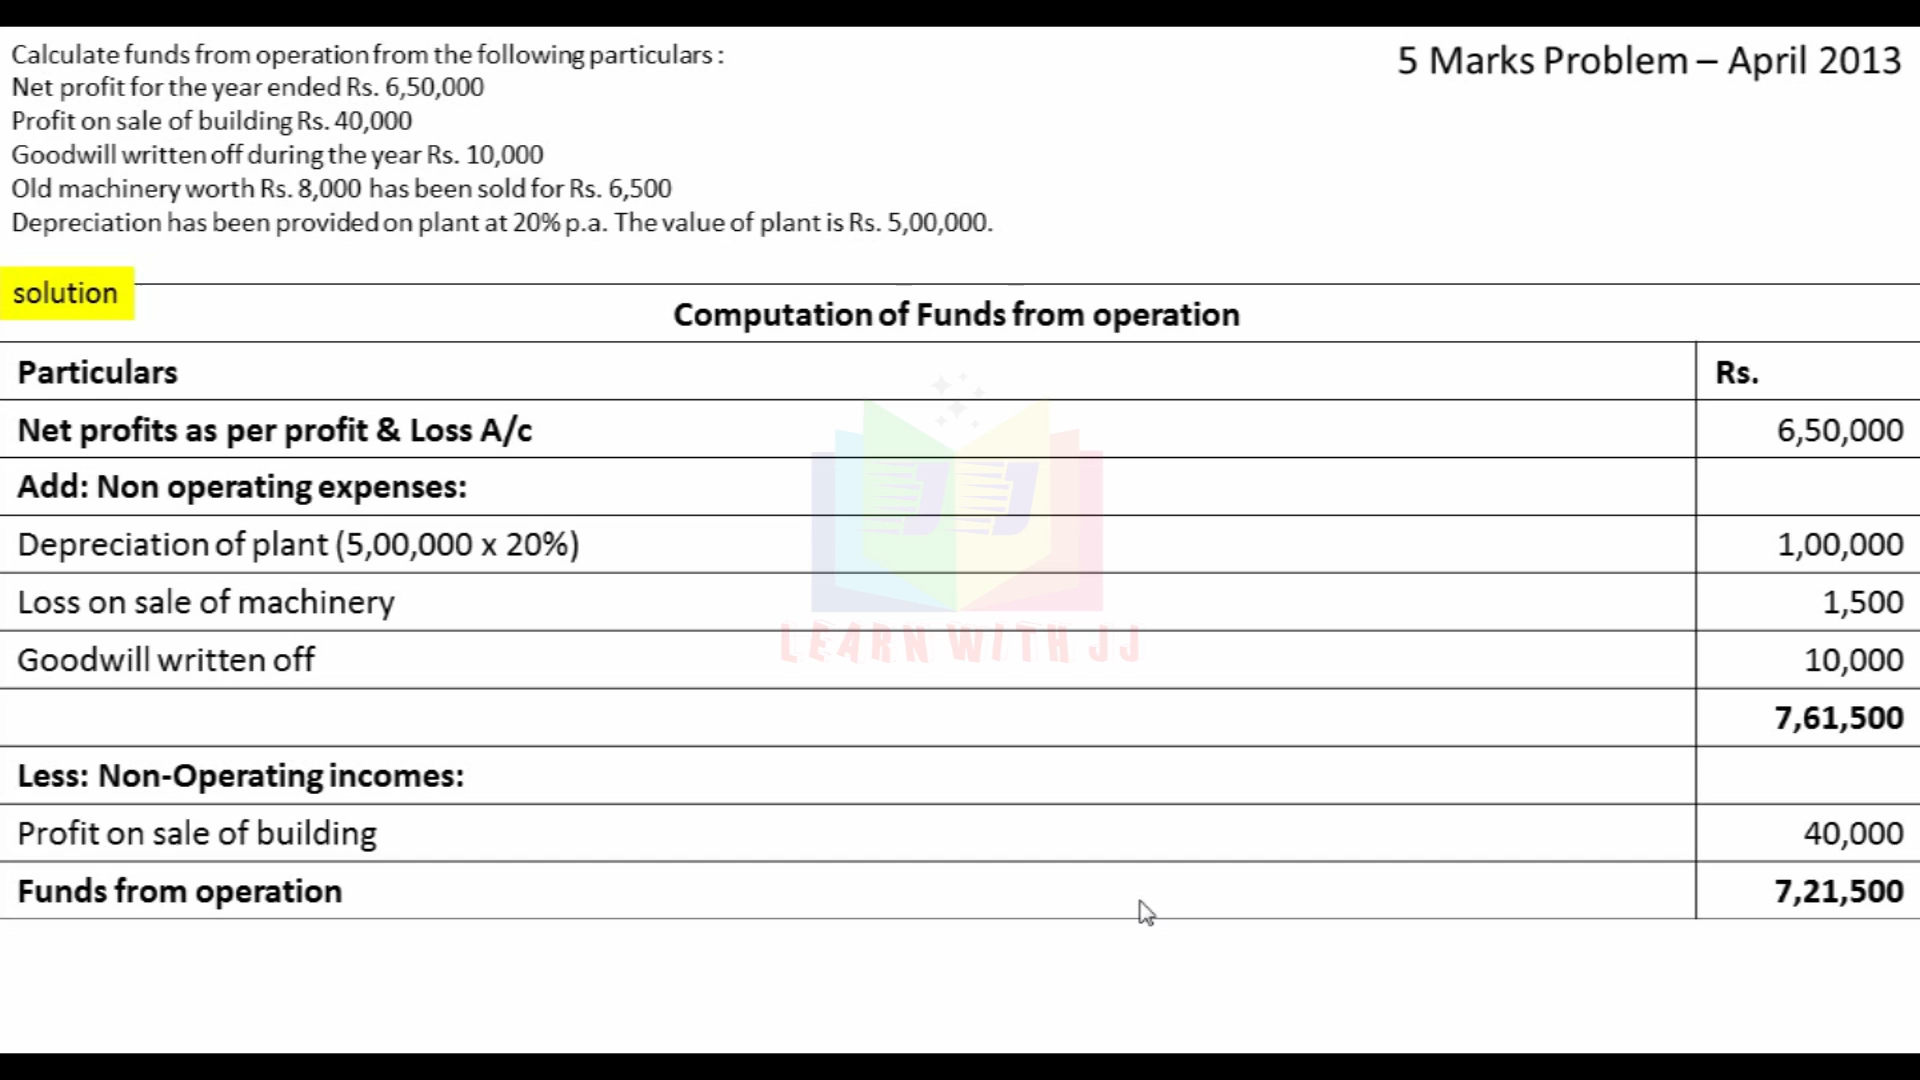 Calculate funds from operation from the following particulars :
5 Marks Problem – April 2013
Net profit for the year ended Rs. 6,50,000
Profit on sale of building Rs. 40,000
Goodwill written off during the year Rs. 10,000
Old machinery worth Rs. 8,000 has been sold for Rs. 6,500
Depreciation has been provided on plant at 20% p.a. The value of plant is Rs. 5,00,000.
solution
Computation of Funds from operation
Particulars Rs.
Net profits as per profit & Loss A/c 6,50,000
Add: Non operating expenses:
Depreciation of plant (5,00,000 x 20%) 1,00,000
Loss on sale of machinery 1,500
LEARN WITH JJ
Goodwill written off 10,000
7,61,500
Less: Non-Operating incomes:
Profit on sale of building 40,000
Funds from operation 7,21,500